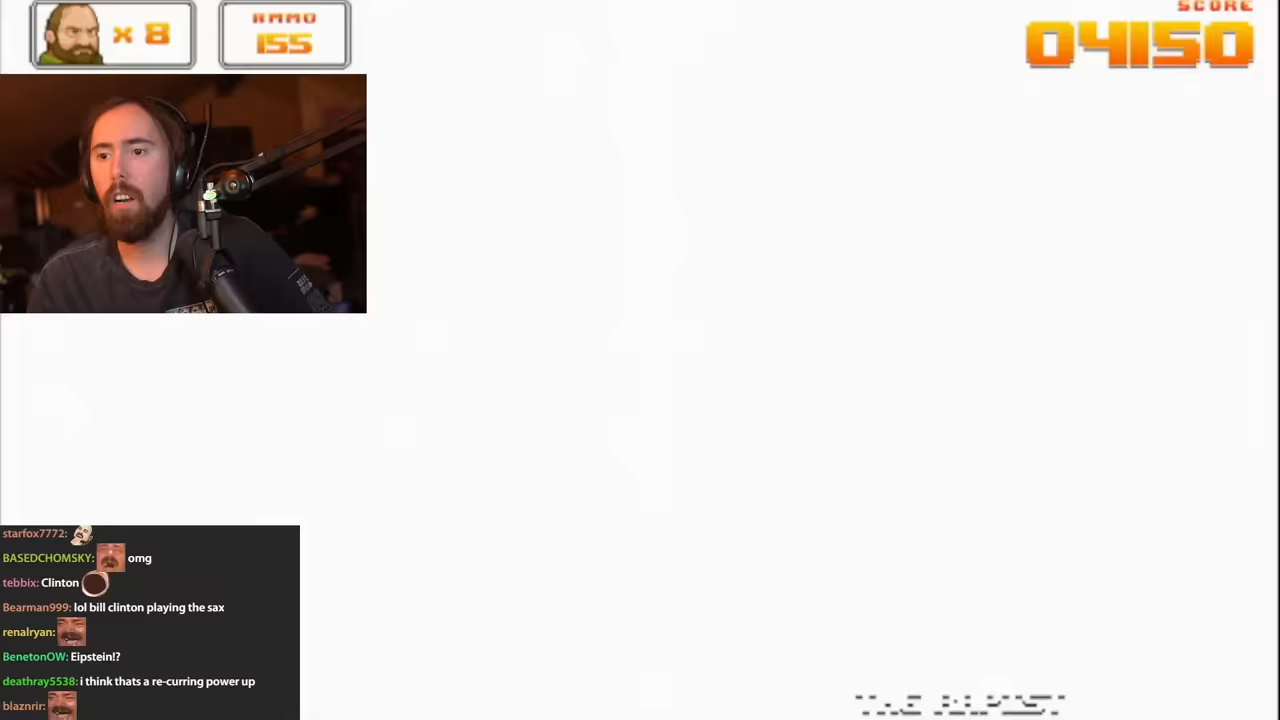 x 8
AMMO
155
SCORE
04150
starfox7772:
BASEDCHOMSKY: omg
tebbix: Clinton
Bearman999: lol bill clinton playing the sax
renalryan:
BenetonOW: Eipstein!?
deathray5538: i think thats a re-curring power up
blaznrir: